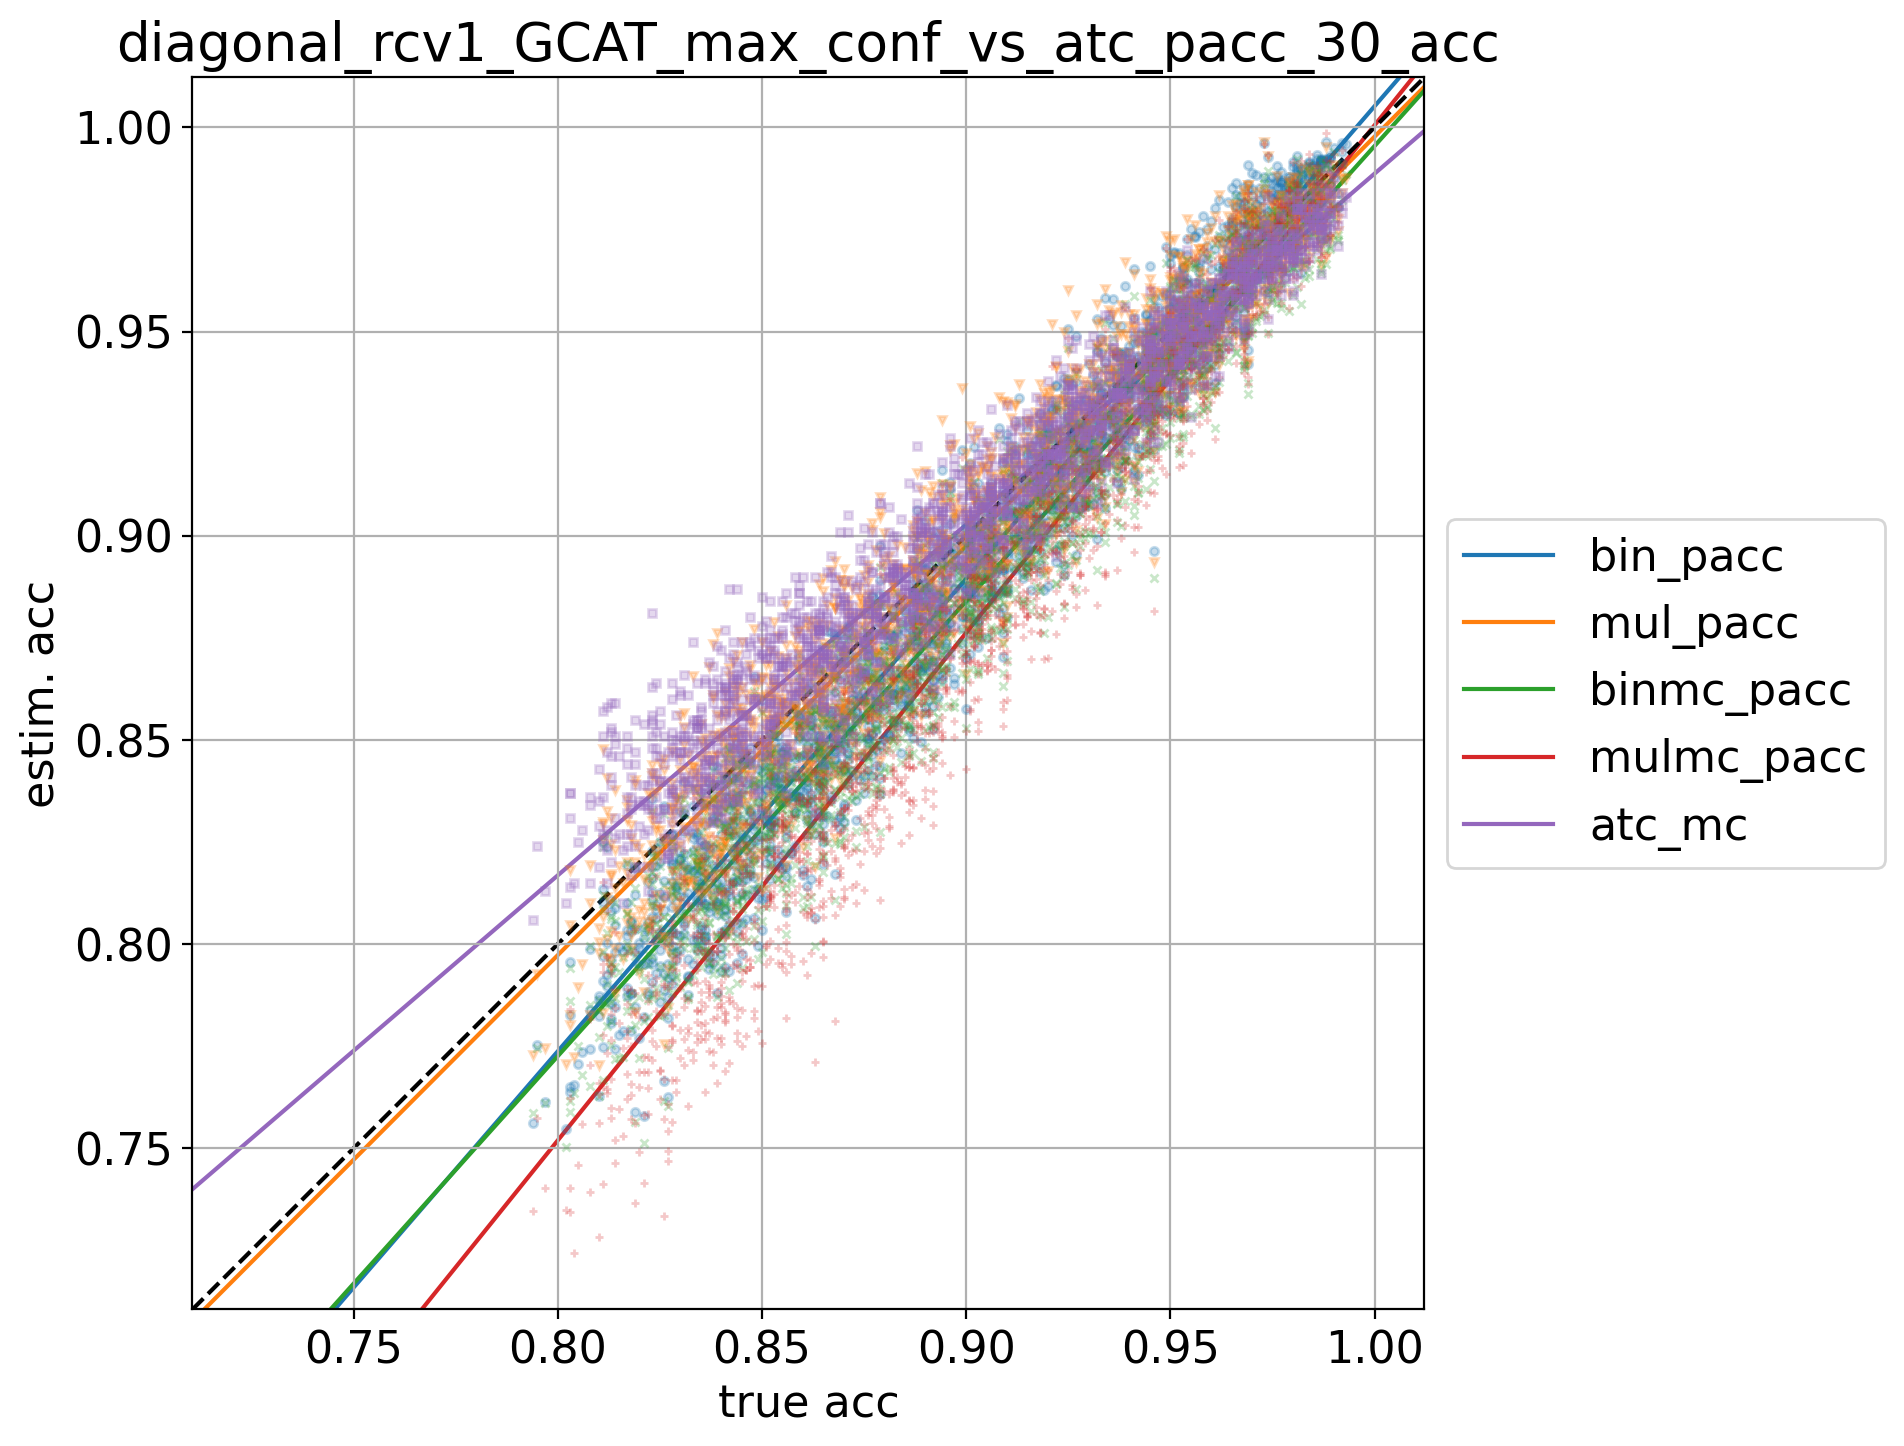 diagonal_rcv1_GCAT_max_conf_vs_atc_pacc_30_acc
1.00
0.95
0.90
0.85
0.80
0.75
estim. acc
0.75 0.80 0.85 0.90 0.95 1.00
true acc
bin_pacc
mul_pacc
binmc_pacc
mulmc_pacc
atc_mc